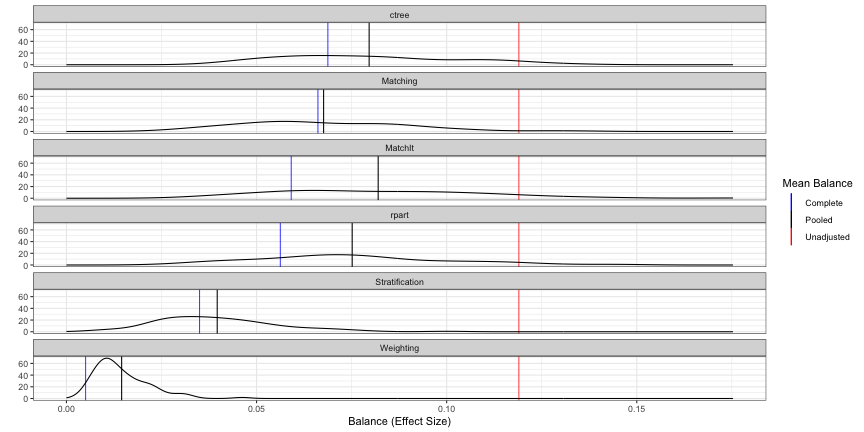 ctree
60
40
20
0
Matching
60
40
20
0
MatchIt
60
40
20
0
rpart
60
40
20
0
Stratification
60
40
20
0
Weighting
60
40
20
0
0.00 0.05 0.10 0.15
Balance (Effect Size)
Mean Balance
Complete
Pooled
Unadjusted